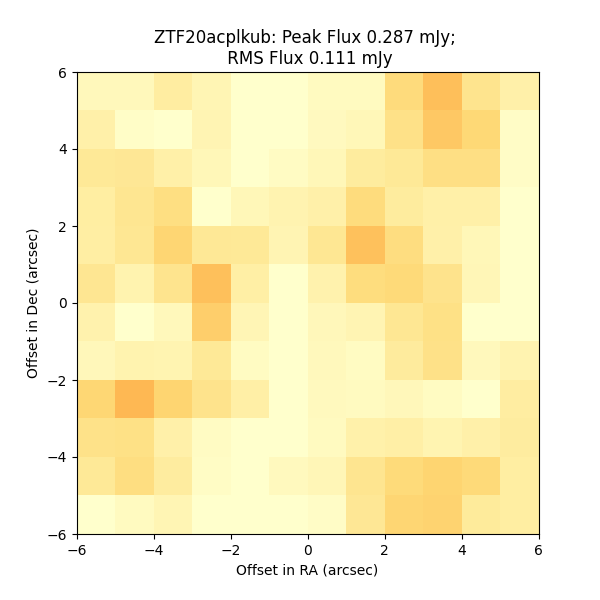 ZTF20acplkub: Peak Flux 0.287 mJy;
RMS Flux 0.111 mJy
6
4
2
0
−2
−4
−6
Offset in Dec (arcsec)
−6 −4 −2 0 2 4 6
Offset in RA (arcsec)